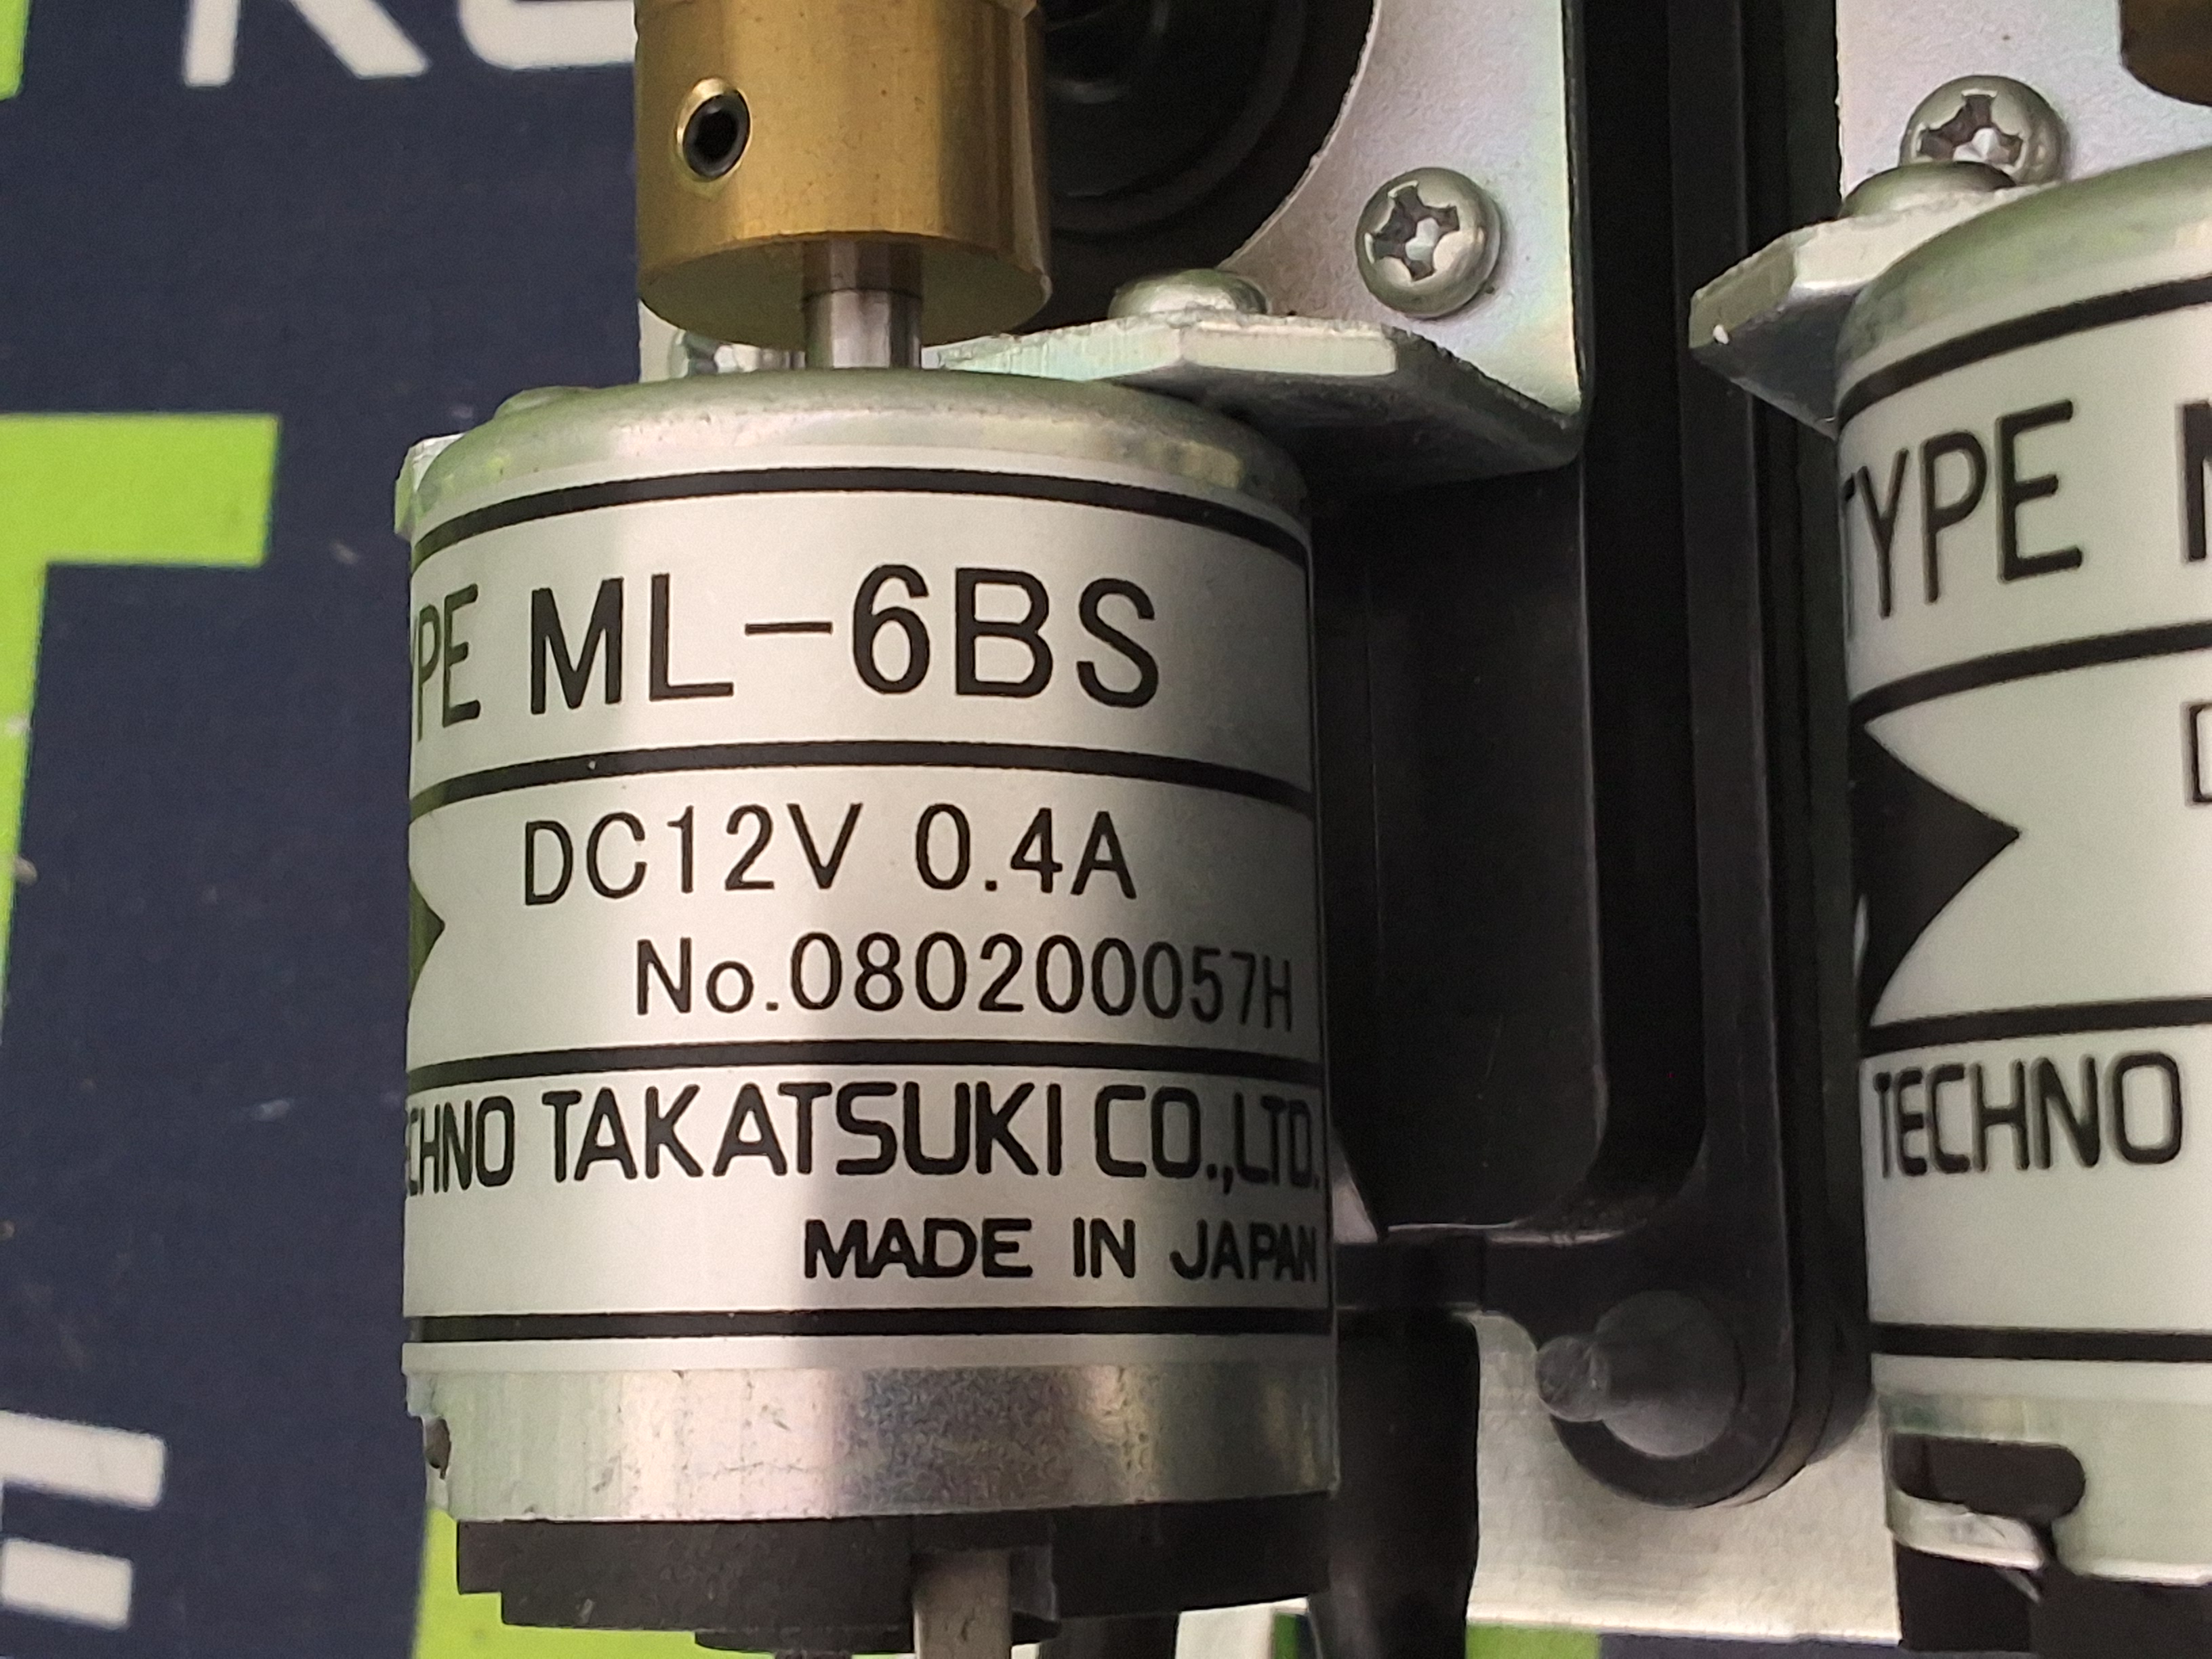 YPE ML-6BS
DC12V 0.4A
No.080200057H
CHNO TAKATSUKI CO.,LTD.
MADE IN JAPAN
TYPE
TECHNO